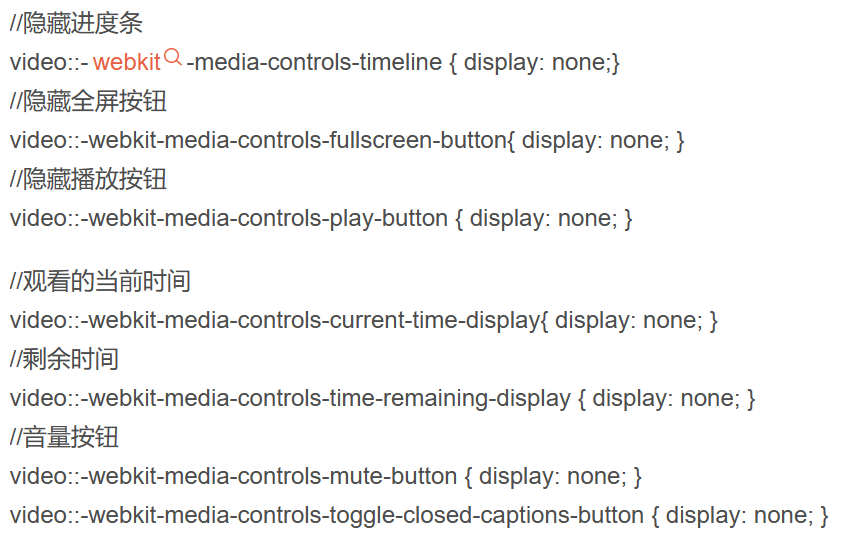 //隐藏进度条
video::-webkit-media-controls-timeline { display: none;}
//隐藏全屏按钮
video::-webkit-media-controls-fullscreen-button{ display: none; }
//隐藏播放按钮
video::-webkit-media-controls-play-button { display: none; }
//观看的当前时间
video::-webkit-media-controls-current-time-display{ display: none; }
//剩余时间
video::-webkit-media-controls-time-remaining-display { display: none; }
//音量按钮
video::-webkit-media-controls-mute-button { display: none; }
video::-webkit-media-controls-toggle-closed-captions-button { display: none; }